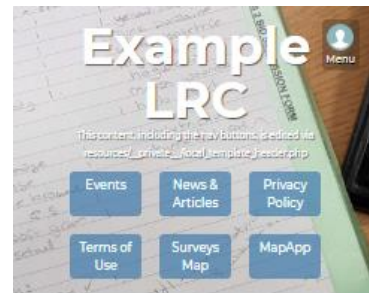 Example
LRC
Menu
This content, including the nav buttons, is edited via
resources/__private__/local_template_header.php
Events
News &
Articles
Privacy
Policy
Terms of
Use
Surveys
Map
MapApp